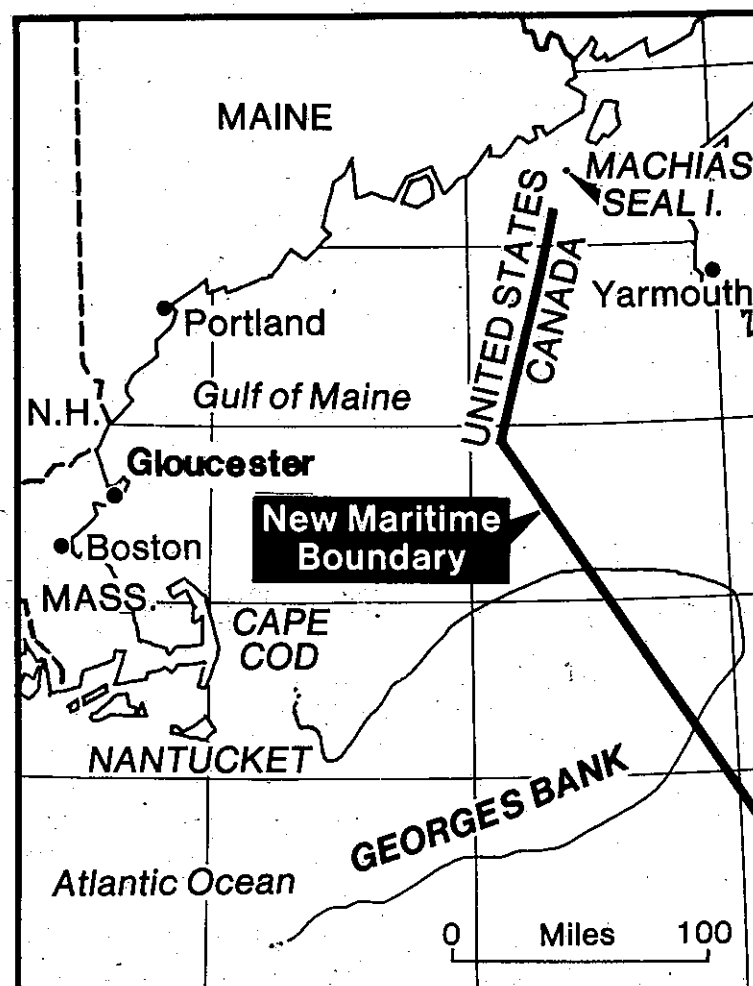 MAINE
MACHIAS
SEAL I.
UNITED STATES
CANADA
Yarmouth
Portland
Gulf of Maine
N.H.
Gloucester
New Maritime
Boundary
Boston
MASS.
CAPE
COD
NANTUCKET
GEORGES BANK
Atlantic Ocean
0 Miles 100